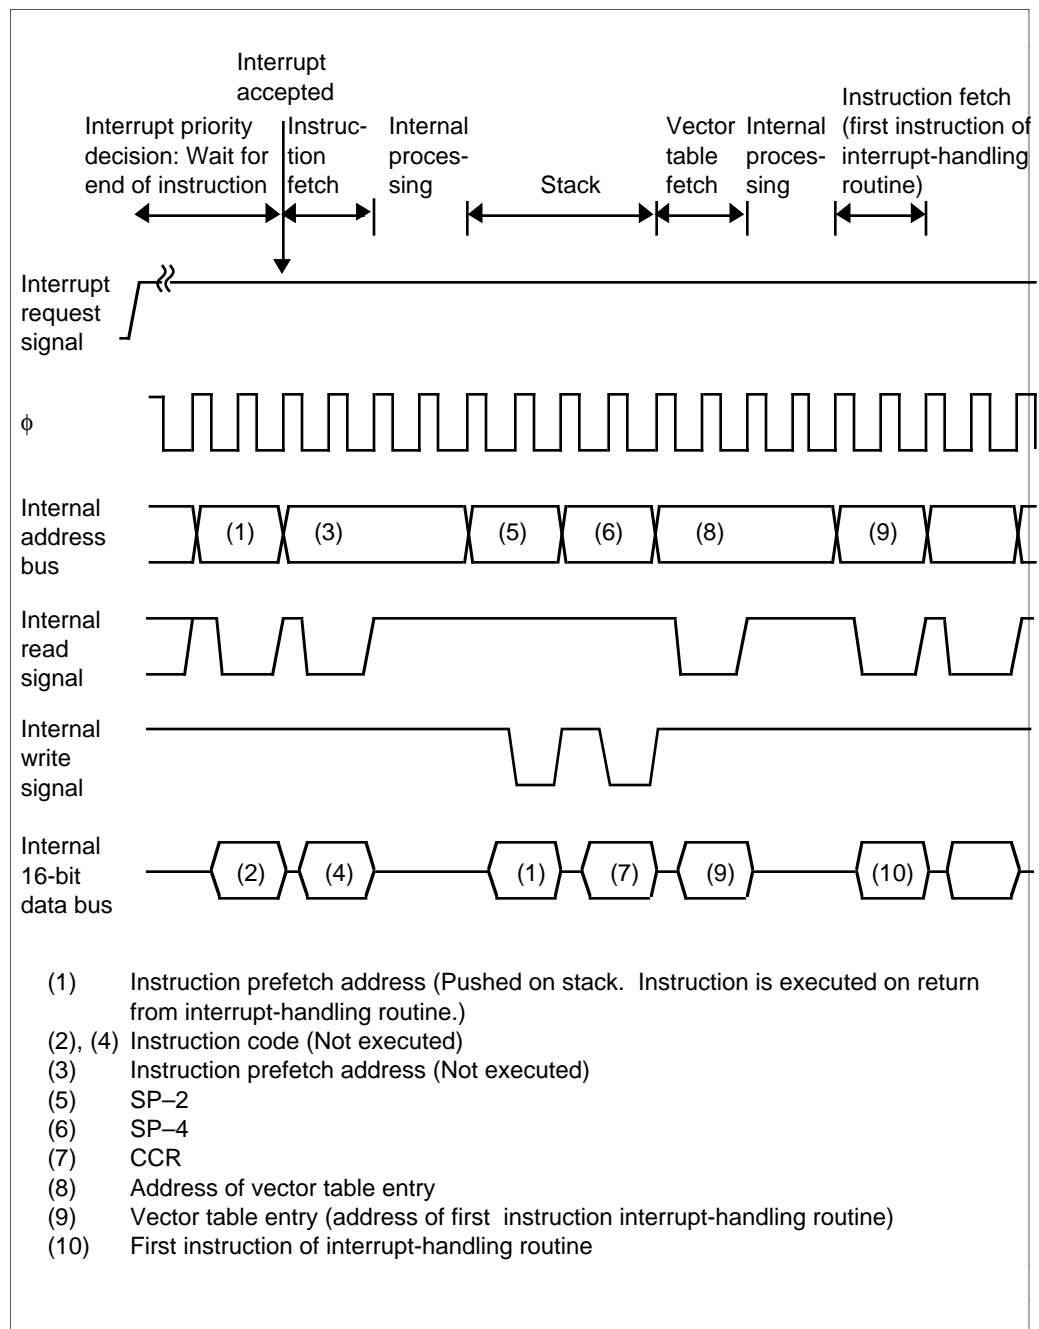 Interrupt
accepted
Interrupt priority
decision: Wait for
end of instruction
Instruc-
tion
fetch
Internal
proces-
sing
Stack
Vector
table
fetch
Internal
proces-
sing
Instruction fetch
(first instruction of
interrupt-handling
routine)
Interrupt
request
signal
ϕ
Internal
address
bus
(1) (3) (5) (6) (8) (9)
Internal
read
signal
Internal
write
signal
Internal
16-bit
data bus
(2) (4) (1) (7) (9) (10)
(1) Instruction prefetch address (Pushed on stack. Instruction is executed on return
from interrupt-handling routine.)
(2), (4) Instruction code (Not executed)
(3) Instruction prefetch address (Not executed)
(5) SP–2
(6) SP–4
(7) CCR
(8) Address of vector table entry
(9) Vector table entry (address of first instruction interrupt-handling routine)
(10) First instruction of interrupt-handling routine